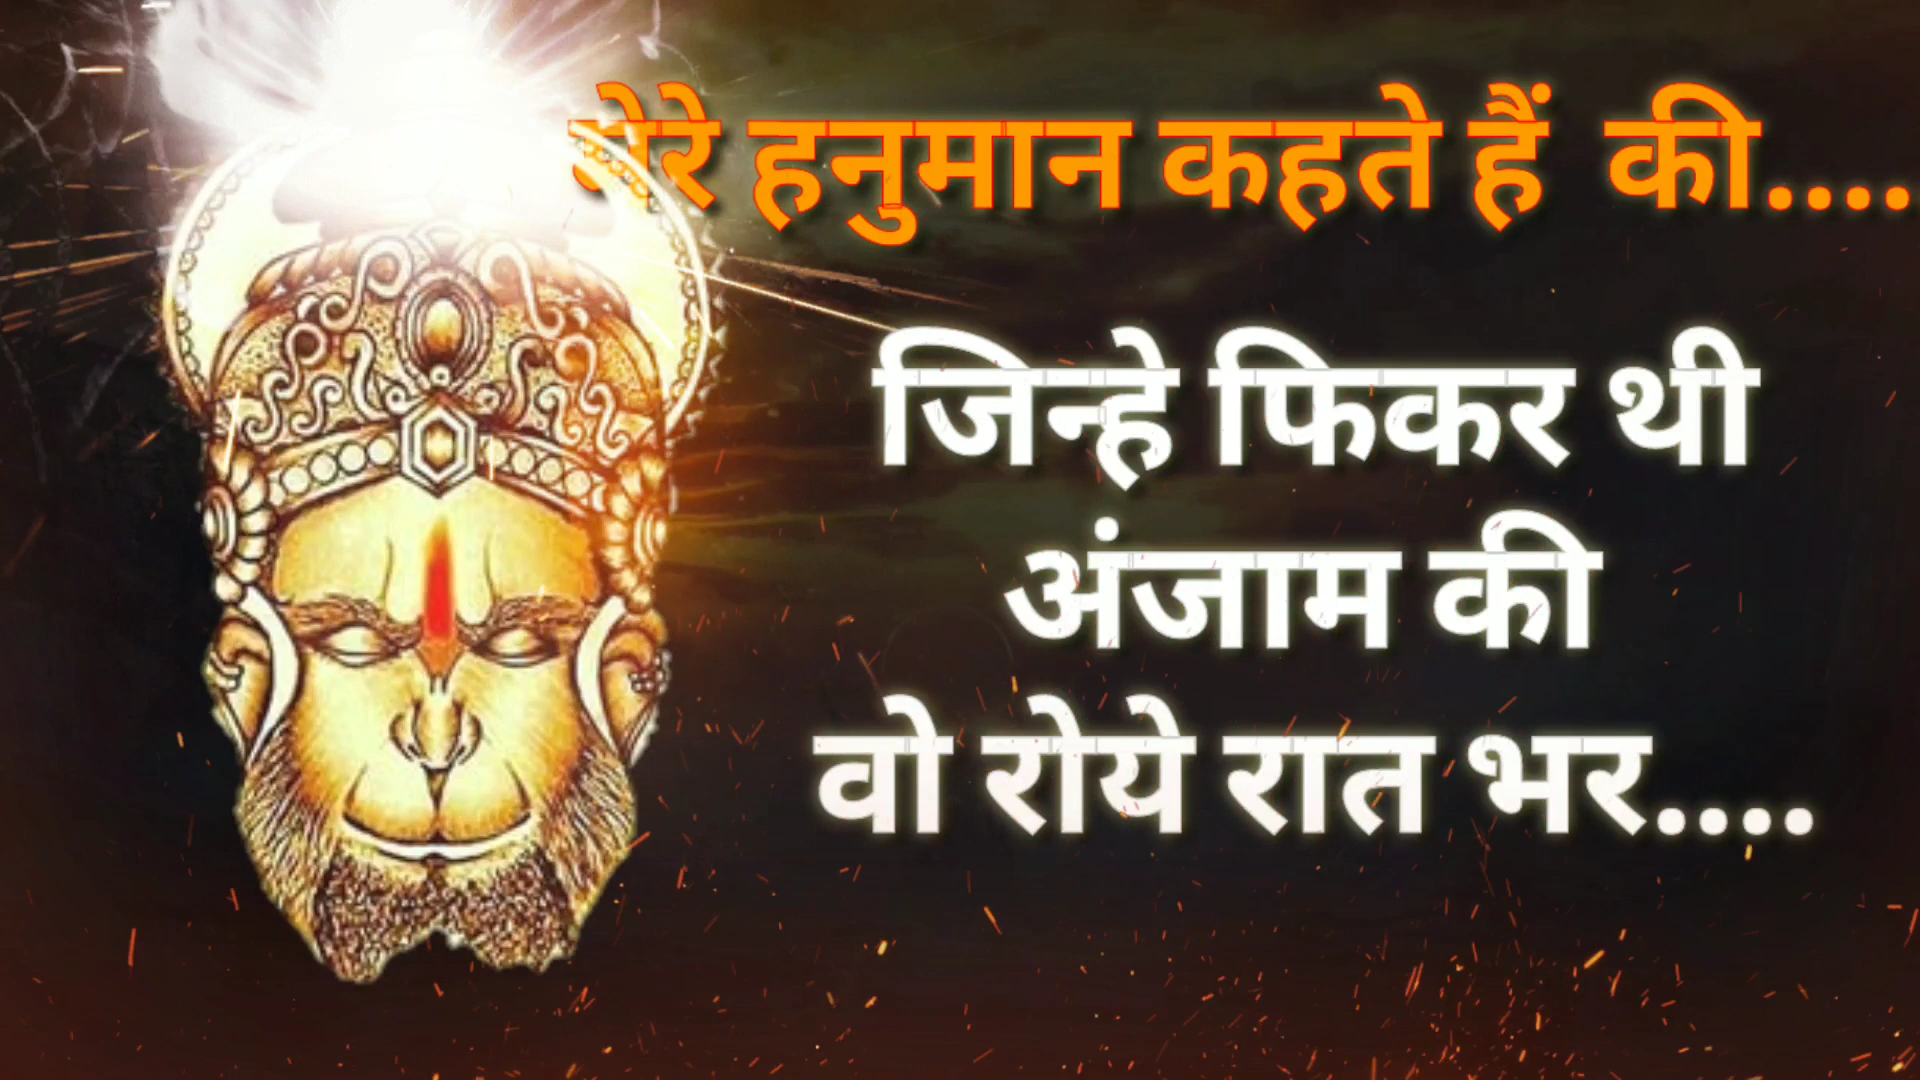 मेरे हनुमान कहते हैं की....
जिन्हे फिकर थी
अंजाम की
वो रोये रात भर....